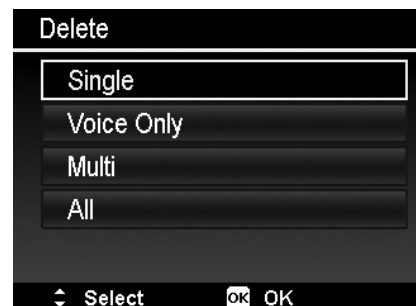 Delete
Single
Voice Only
Multi
All
Select OK OK